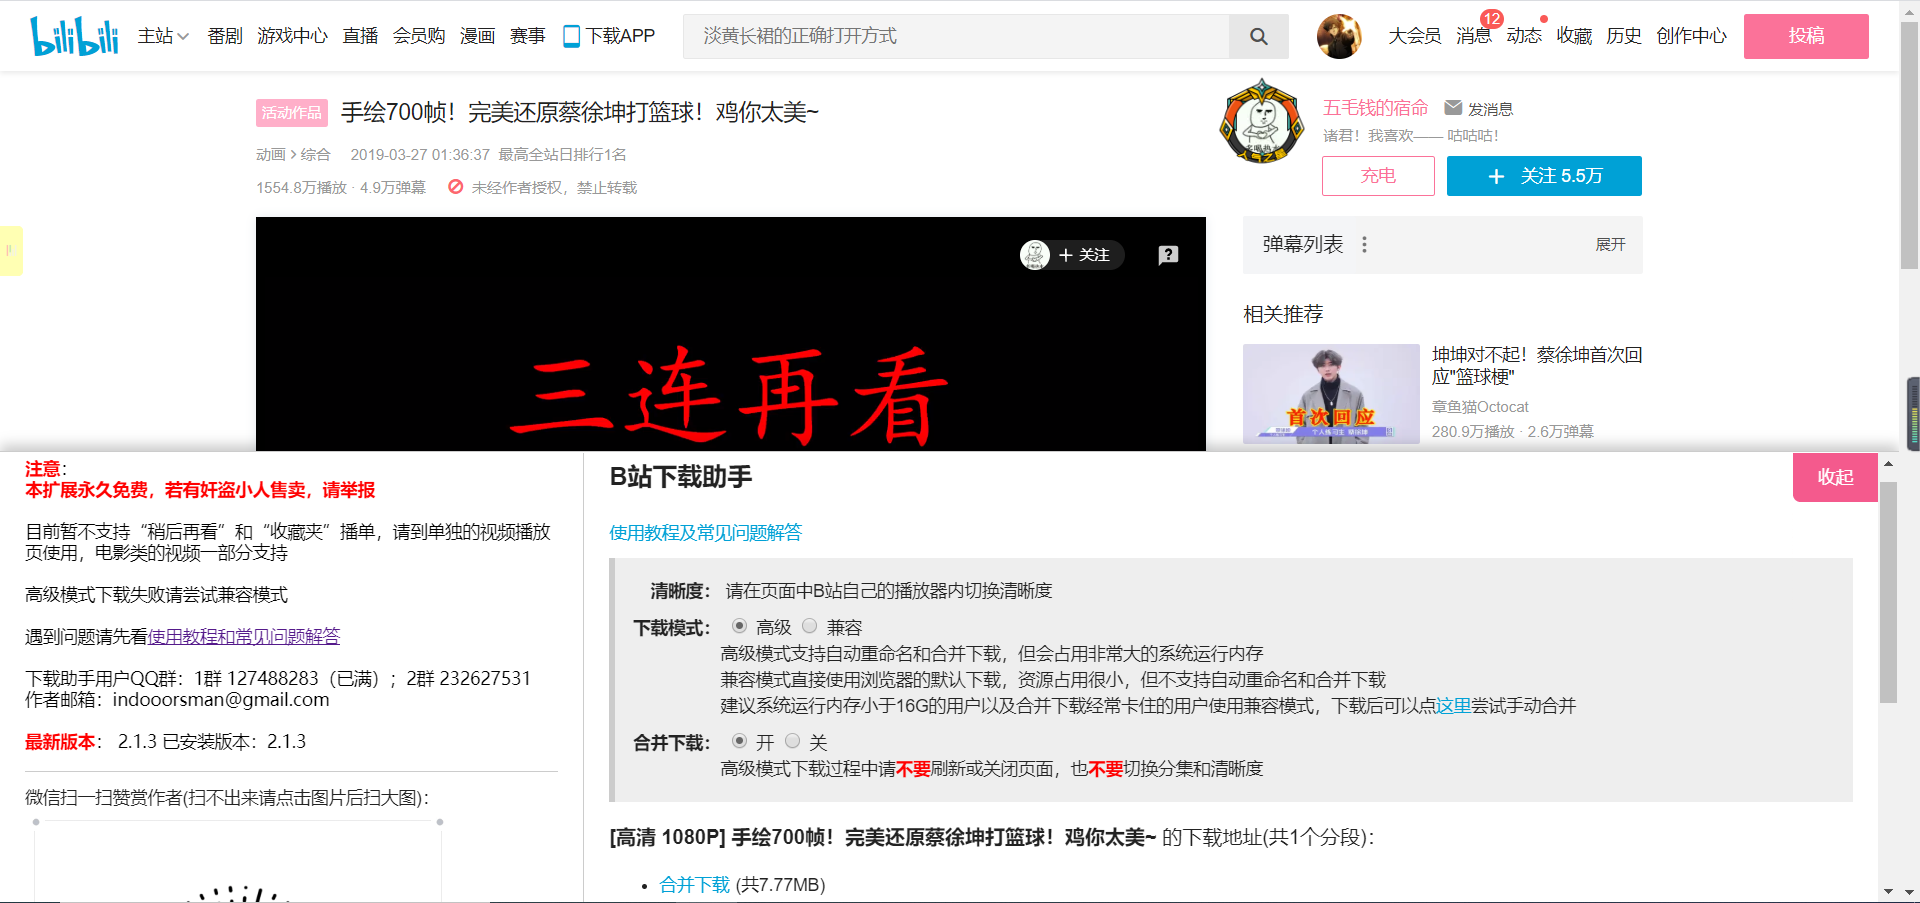 bilibili 主站 番剧 游戏中心 直播 会员购 漫画 赛事 下载APP 淡黄长裙的正确打开方式 大会员 消息 12 动态 收藏 历史 创作中心 投稿
活动作品 手绘700帧！完美还原蔡徐坤打篮球！鸡你太美~
动画 > 综合 2019-03-27 01:36:37 最高全站日排行1名
1554.8万播放 · 4.9万弹幕 未经作者授权，禁止转载
五毛钱的宿命 发消息
诸君！我喜欢—— 咕咕咕！
充电 + 关注 5.5万
+ 关注 ?
三连再看
弹幕列表 展开
相关推荐
首次回应
坤坤对不起！蔡徐坤首次回
应"篮球梗"
章鱼猫Octocat
280.9万播放 · 2.6万弹幕
注意：
本扩展永久免费，若有奸盗小人售卖，请举报
目前暂不支持“稍后再看”和“收藏夹”播单，请到单独的视频播放
页使用，电影类的视频一部分支持
高级模式下载失败请尝试兼容模式
遇到问题请先看使用教程和常见问题解答
下载助手用户QQ群：1群 127488283（已满）；2群 232627531
作者邮箱：indooorsman@gmail.com
最新版本： 2.1.3 已安装版本：2.1.3
微信扫一扫赞赏作者(扫不出来请点击图片后扫大图)：
B站下载助手
收起
使用教程及常见问题解答
清晰度： 请在页面中B站自己的播放器内切换清晰度
下载模式： 高级 兼容
高级模式支持自动重命名和合并下载，但会占用非常大的系统运行内存
兼容模式直接使用浏览器的默认下载，资源占用很小，但不支持自动重命名和合并下载
建议系统运行内存小于16G的用户以及合并下载经常卡住的用户使用兼容模式，下载后可以点这里尝试手动合并
合并下载： 开 关
高级模式下载过程中请不要刷新或关闭页面，也不要切换分集和清晰度
[高清 1080P] 手绘700帧！完美还原蔡徐坤打篮球！鸡你太美~ 的下载地址(共1个分段)：
• 合并下载 (共7.77MB)